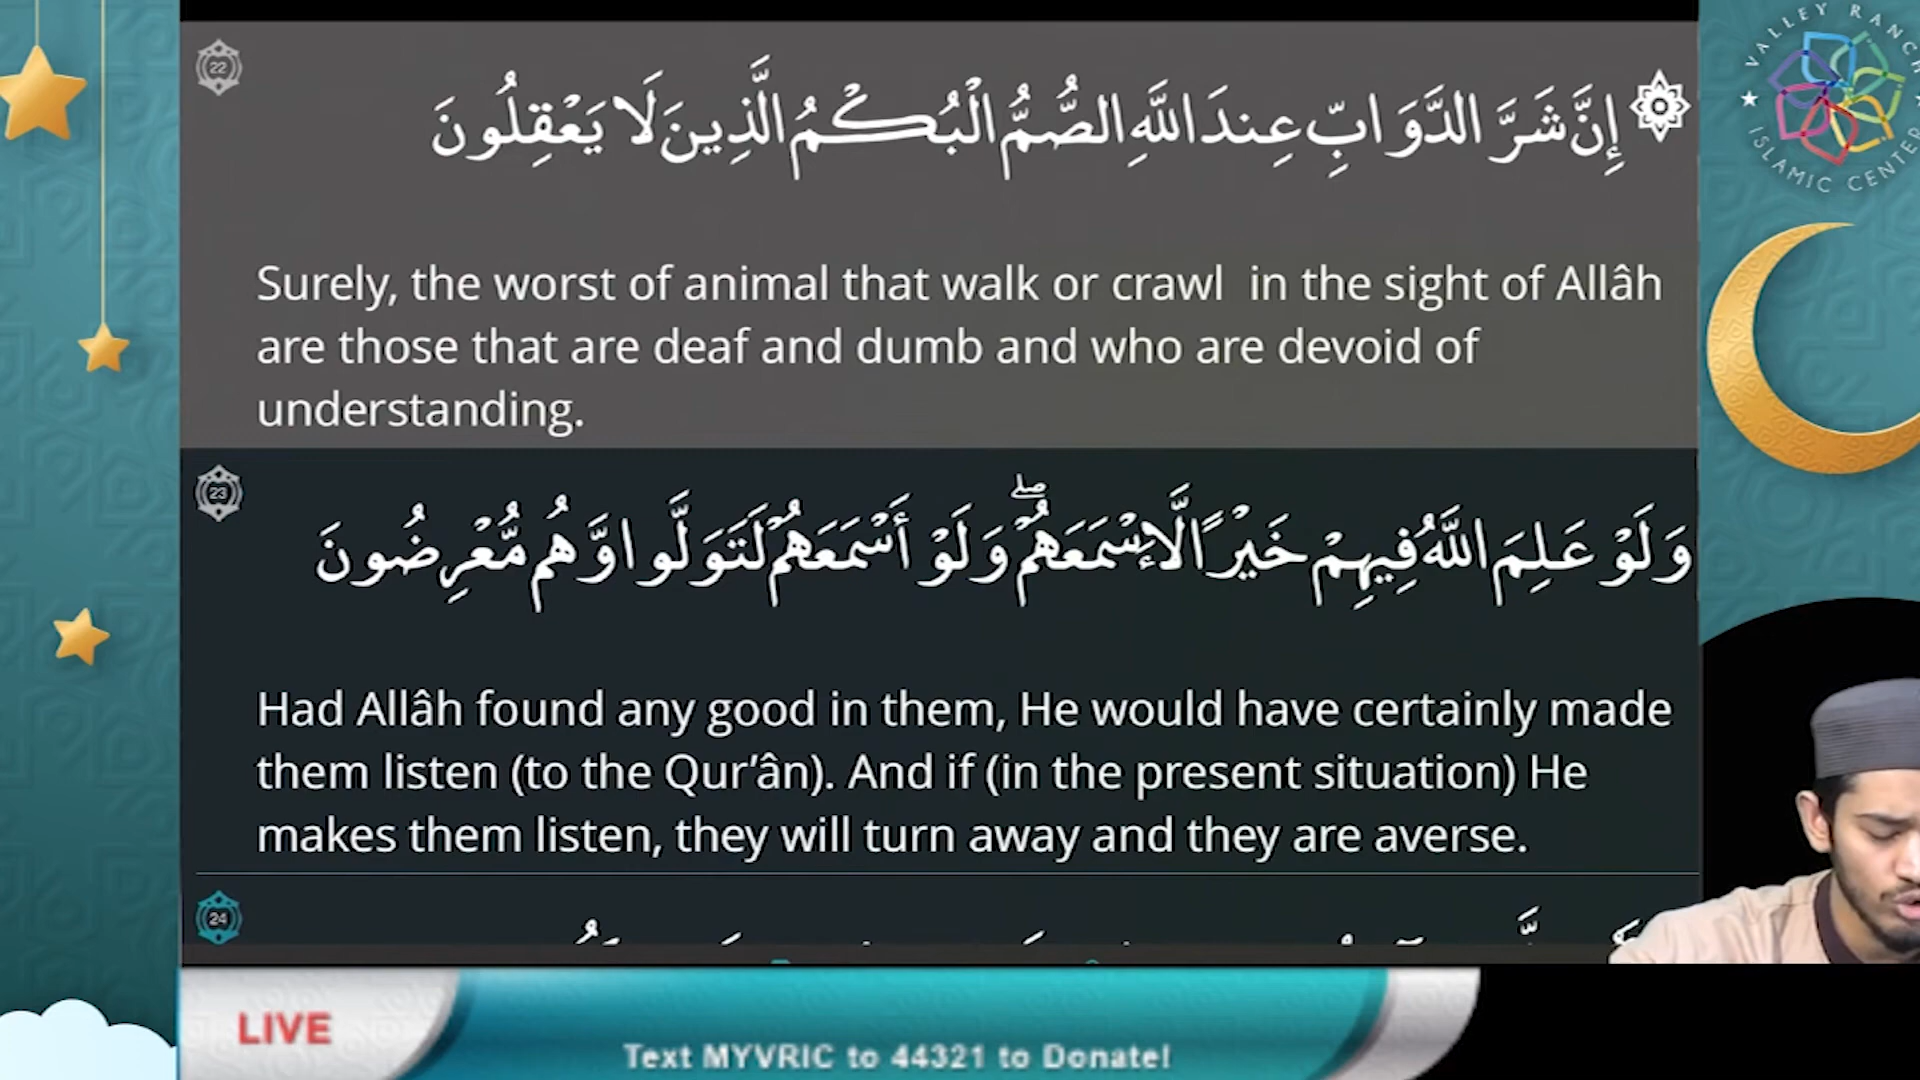 VALLEY RANCH
ISLAMIC CENTER
22
إِنَّ شَرَّ الدَّوَابِّ عِندَ اللَّهِ الصُّمُّ الْبُكْمُ الَّذِينَ لَا يَعْقِلُونَ
Surely, the worst of animal that walk or crawl in the sight of Allâh
are those that are deaf and dumb and who are devoid of
understanding.
23
وَلَوْ عَلِمَ اللَّهُ فِيهِمْ خَيْرًا لَّأَسْمَعَهُمْ ۖ وَلَوْ أَسْمَعَهُمْ لَتَوَلَّوا وَّهُم مُّعْرِضُونَ
Had Allâh found any good in them, He would have certainly made
them listen (to the Qur’ân). And if (in the present situation) He
makes them listen, they will turn away and they are averse.
24
LIVE
Text MYVRIC to 44321 to Donate!